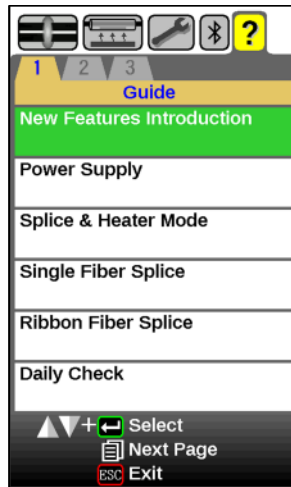 ?
1 2 3
Guide
New Features Introduction
Power Supply
Splice & Heater Mode
Single Fiber Splice
Ribbon Fiber Splice
Daily Check
+ Select
Next Page
ESC Exit